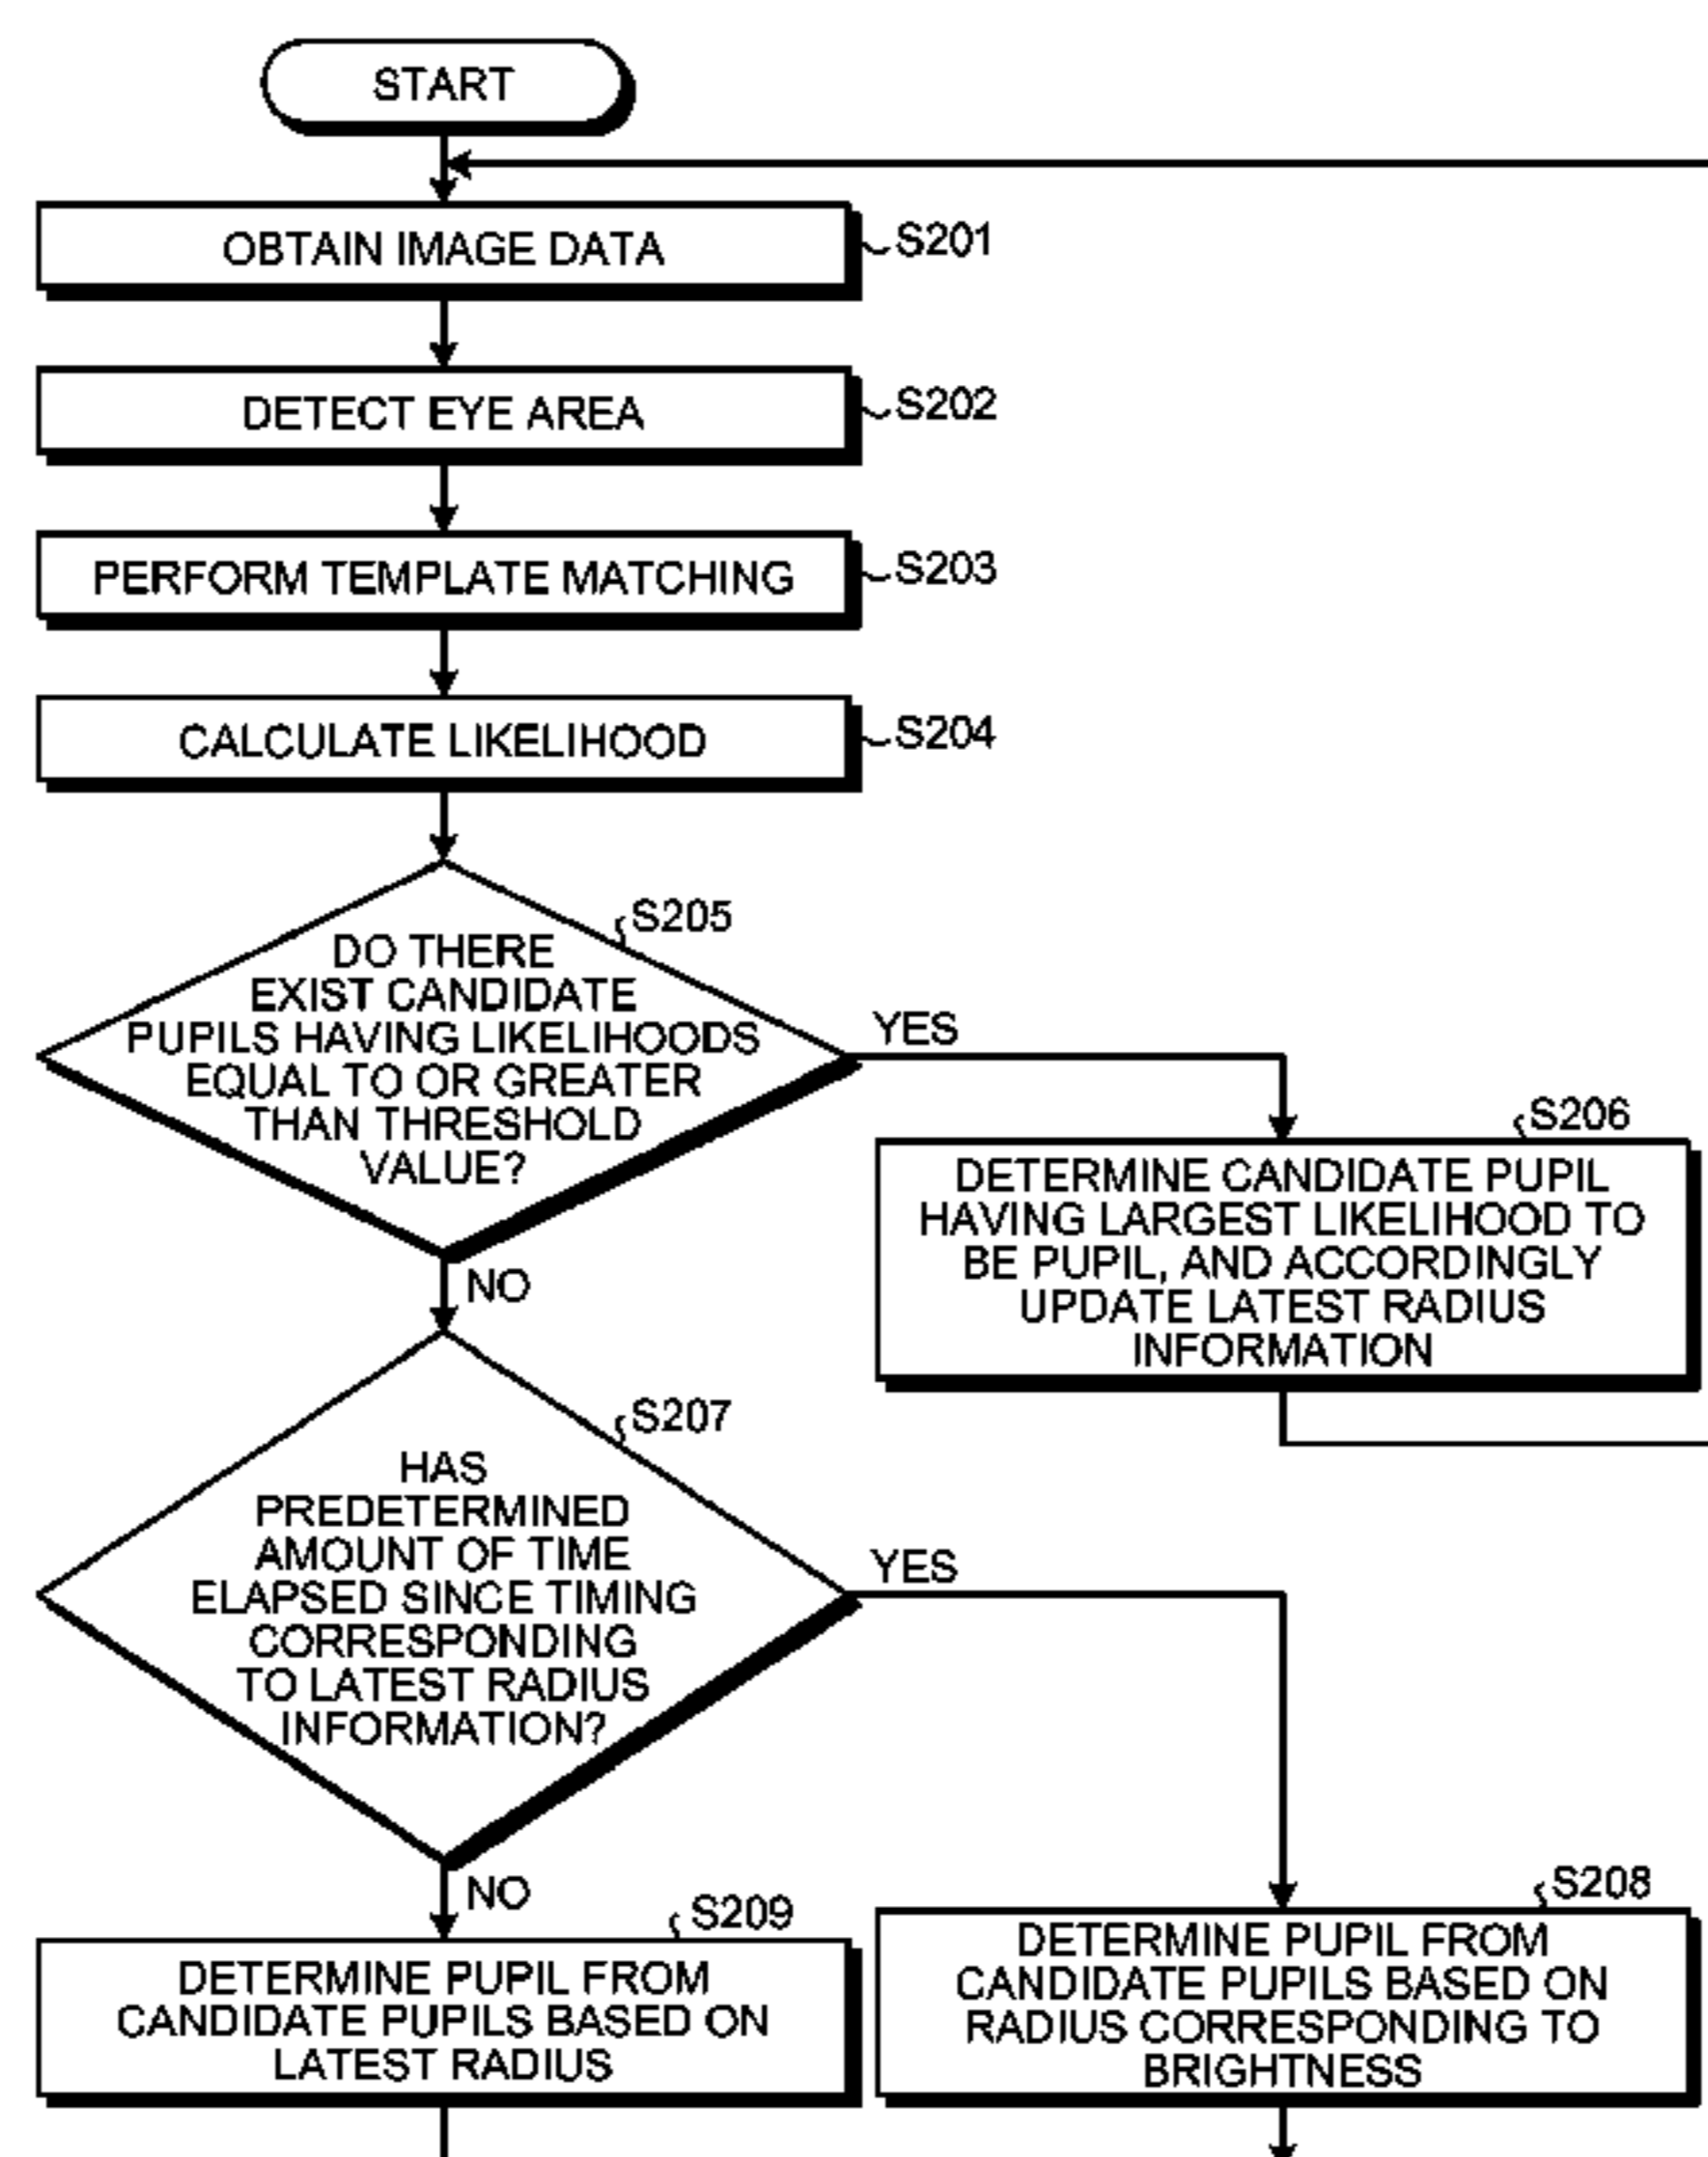 START
OBTAIN IMAGE DATA
S201
DETECT EYE AREA
S202
PERFORM TEMPLATE MATCHING
S203
CALCULATE LIKELIHOOD
S204
S205
DO THERE
EXIST CANDIDATE
PUPILS HAVING LIKELIHOODS
EQUAL TO OR GREATER
THAN THRESHOLD
VALUE?
YES
NO
S206
DETERMINE CANDIDATE PUPIL
HAVING LARGEST LIKELIHOOD TO
BE PUPIL, AND ACCORDINGLY
UPDATE LATEST RADIUS
INFORMATION
S207
HAS
PREDETERMINED
AMOUNT OF TIME
ELAPSED SINCE TIMING
CORRESPONDING
TO LATEST RADIUS
INFORMATION?
YES
NO
S209
DETERMINE PUPIL FROM
CANDIDATE PUPILS BASED ON
LATEST RADIUS
S208
DETERMINE PUPIL FROM
CANDIDATE PUPILS BASED ON
RADIUS CORRESPONDING TO
BRIGHTNESS